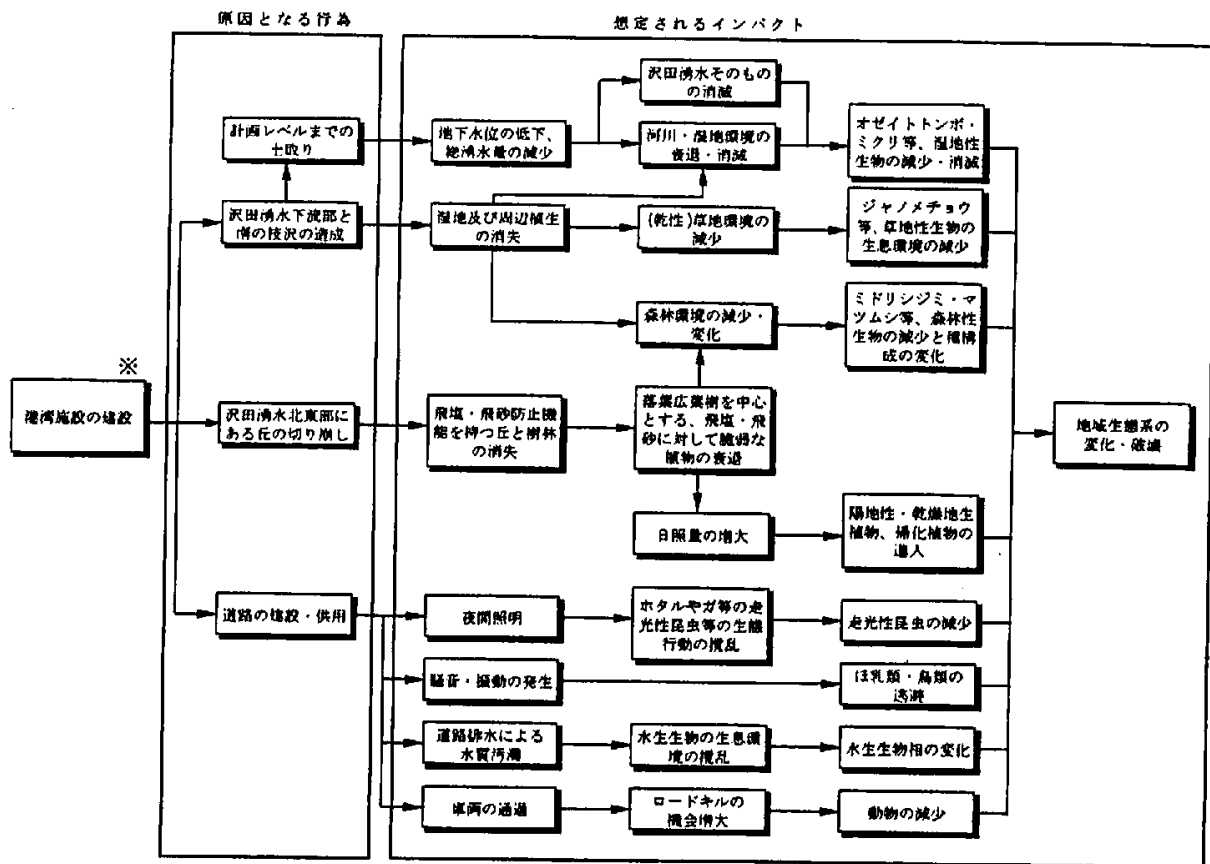 原因となる行為
想定されるインパクト
沢田湧水そのもの
の消滅
計画レベルまでの
土取り
地下水位の低下、
総湧水量の減少
河川・湿地環境の
衰退・消滅
オゼイトトンボ・
ミクリ等、湿地性
生物の減少・消滅
沢田湧水下流部と
南の枝沢の造成
湿地及び周辺植生
の消失
(乾性)草地環境の
減少
ジャノメチョウ
等、草地性生物の
生息環境の減少
森林環境の減少・
変化
ミドリシジミ・マ
ツムシ等、森林性
生物の減少と種構
成の変化
※
港湾施設の建設
沢田湧水北東部に
ある丘の切り崩し
飛塩・飛砂防止機
能を持つ丘と樹林
の消失
落葉広葉樹を中心
とする、飛塩・飛
砂に対して脆弱な
植物の衰退
地域生態系の
変化・破壊
日照量の増大
陽地性・乾燥地生
植物、帰化植物の
進入
道路の建設・供用
夜間照明
ホタルやガ等の走
光性昆虫等の生態
行動の撹乱
走光性昆虫の減少
騒音・振動の発生
ほ乳類・鳥類の
逃避
道路排水による
水質汚濁
水生生物の生息環
境の撹乱
水生生物相の変化
車両の通過
ロードキルの
機会増大
動物の減少